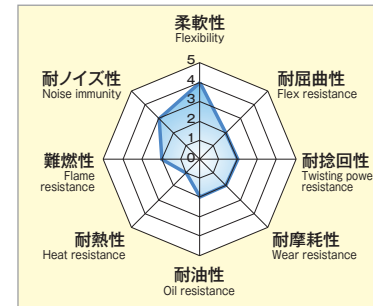 柔軟性
Flexibility
5
4
3
2
1
0
耐ノイズ性
Noise immunity
耐屈曲性
Flex resistance
難燃性
Flame
resistance
耐捻回性
Twisting powe
resistance
耐熱性
Heat resistance
耐摩耗性
Wear resistance
耐油性
Oil resistance